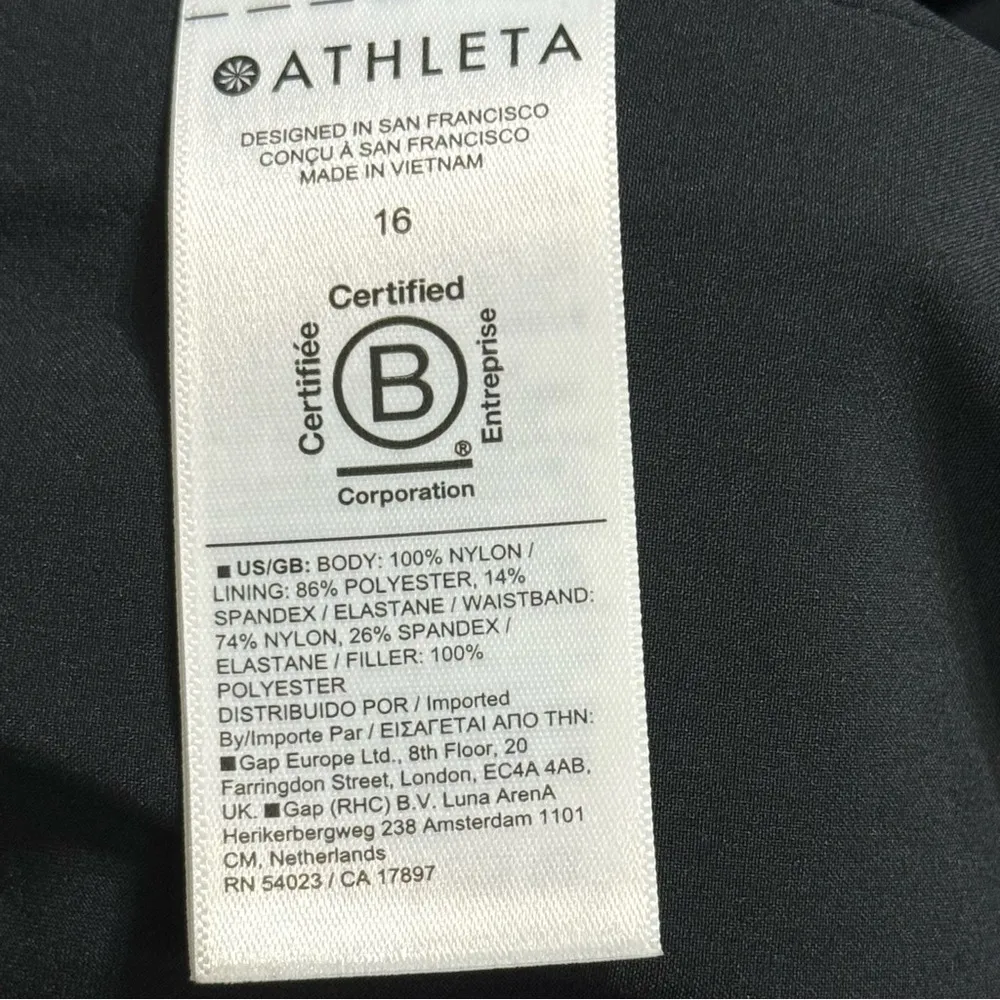 ATHLETA
DESIGNED IN SAN FRANCISCO
CONÇU À SAN FRANCISCO
MADE IN VIETNAM
16
Certified
Certifiée
B
Entreprise
®
Corporation
■ US/GB: BODY: 100% NYLON /
LINING: 86% POLYESTER, 14%
SPANDEX / ELASTANE / WAISTBAND:
74% NYLON, 26% SPANDEX /
ELASTANE / FILLER: 100%
POLYESTER
DISTRIBUIDO POR / Imported
By/Importe Par / ΕΙΣΑΓΕΤΑΙ ΑΠΟ ΤΗΝ:
■Gap Europe Ltd., 8th Floor, 20
Farringdon Street, London, EC4A 4AB,
UK. ■Gap (RHC) B.V. Luna ArenA
Herikerbergweg 238 Amsterdam 1101
CM, Netherlands
RN 54023 / CA 17897